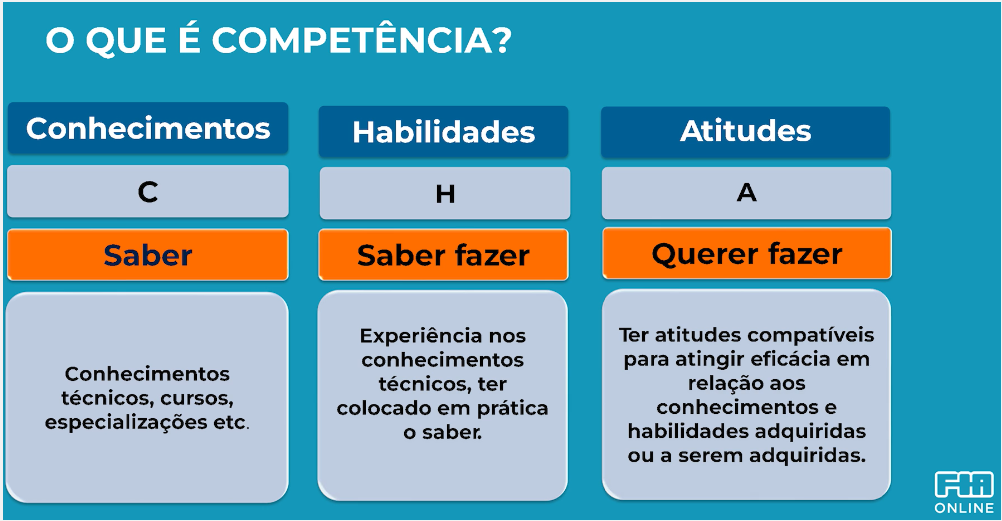 O QUE É COMPETÊNCIA?
Conhecimentos
C
Saber
Conhecimentos
técnicos, cursos,
especializações etc.
Habilidades
H
Saber fazer
Experiência nos
conhecimentos
técnicos, ter
colocado em prática
o saber.
Atitudes
A
Querer fazer
Ter atitudes compatíveis
para atingir eficácia em
relação aos
conhecimentos e
habilidades adquiridas
ou a serem adquiridas.
FIA
ONLINE